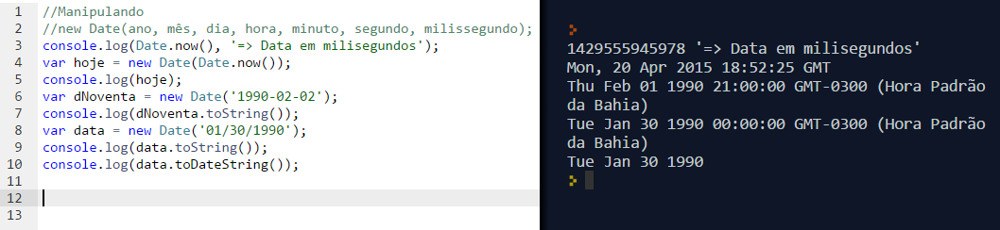 1 //Manipulando
2 //new Date(ano, mês, dia, hora, minuto, segundo, milissegundo);
3 console.log(Date.now(), '=> Data em milisegundos');
4 var hoje = new Date(Date.now());
5 console.log(hoje);
6 var dNoventa = new Date('1990-02-02');
7 console.log(dNoventa.toString());
8 var data = new Date('01/30/1990');
9 console.log(data.toString());
10 console.log(data.toDateString());
11
12
13
1429555945978 '=> Data em milisegundos'
Mon, 20 Apr 2015 18:52:25 GMT
Thu Feb 01 1990 21:00:00 GMT-0300 (Hora Padrão
da Bahia)
Tue Jan 30 1990 00:00:00 GMT-0300 (Hora Padrão
da Bahia)
Tue Jan 30 1990